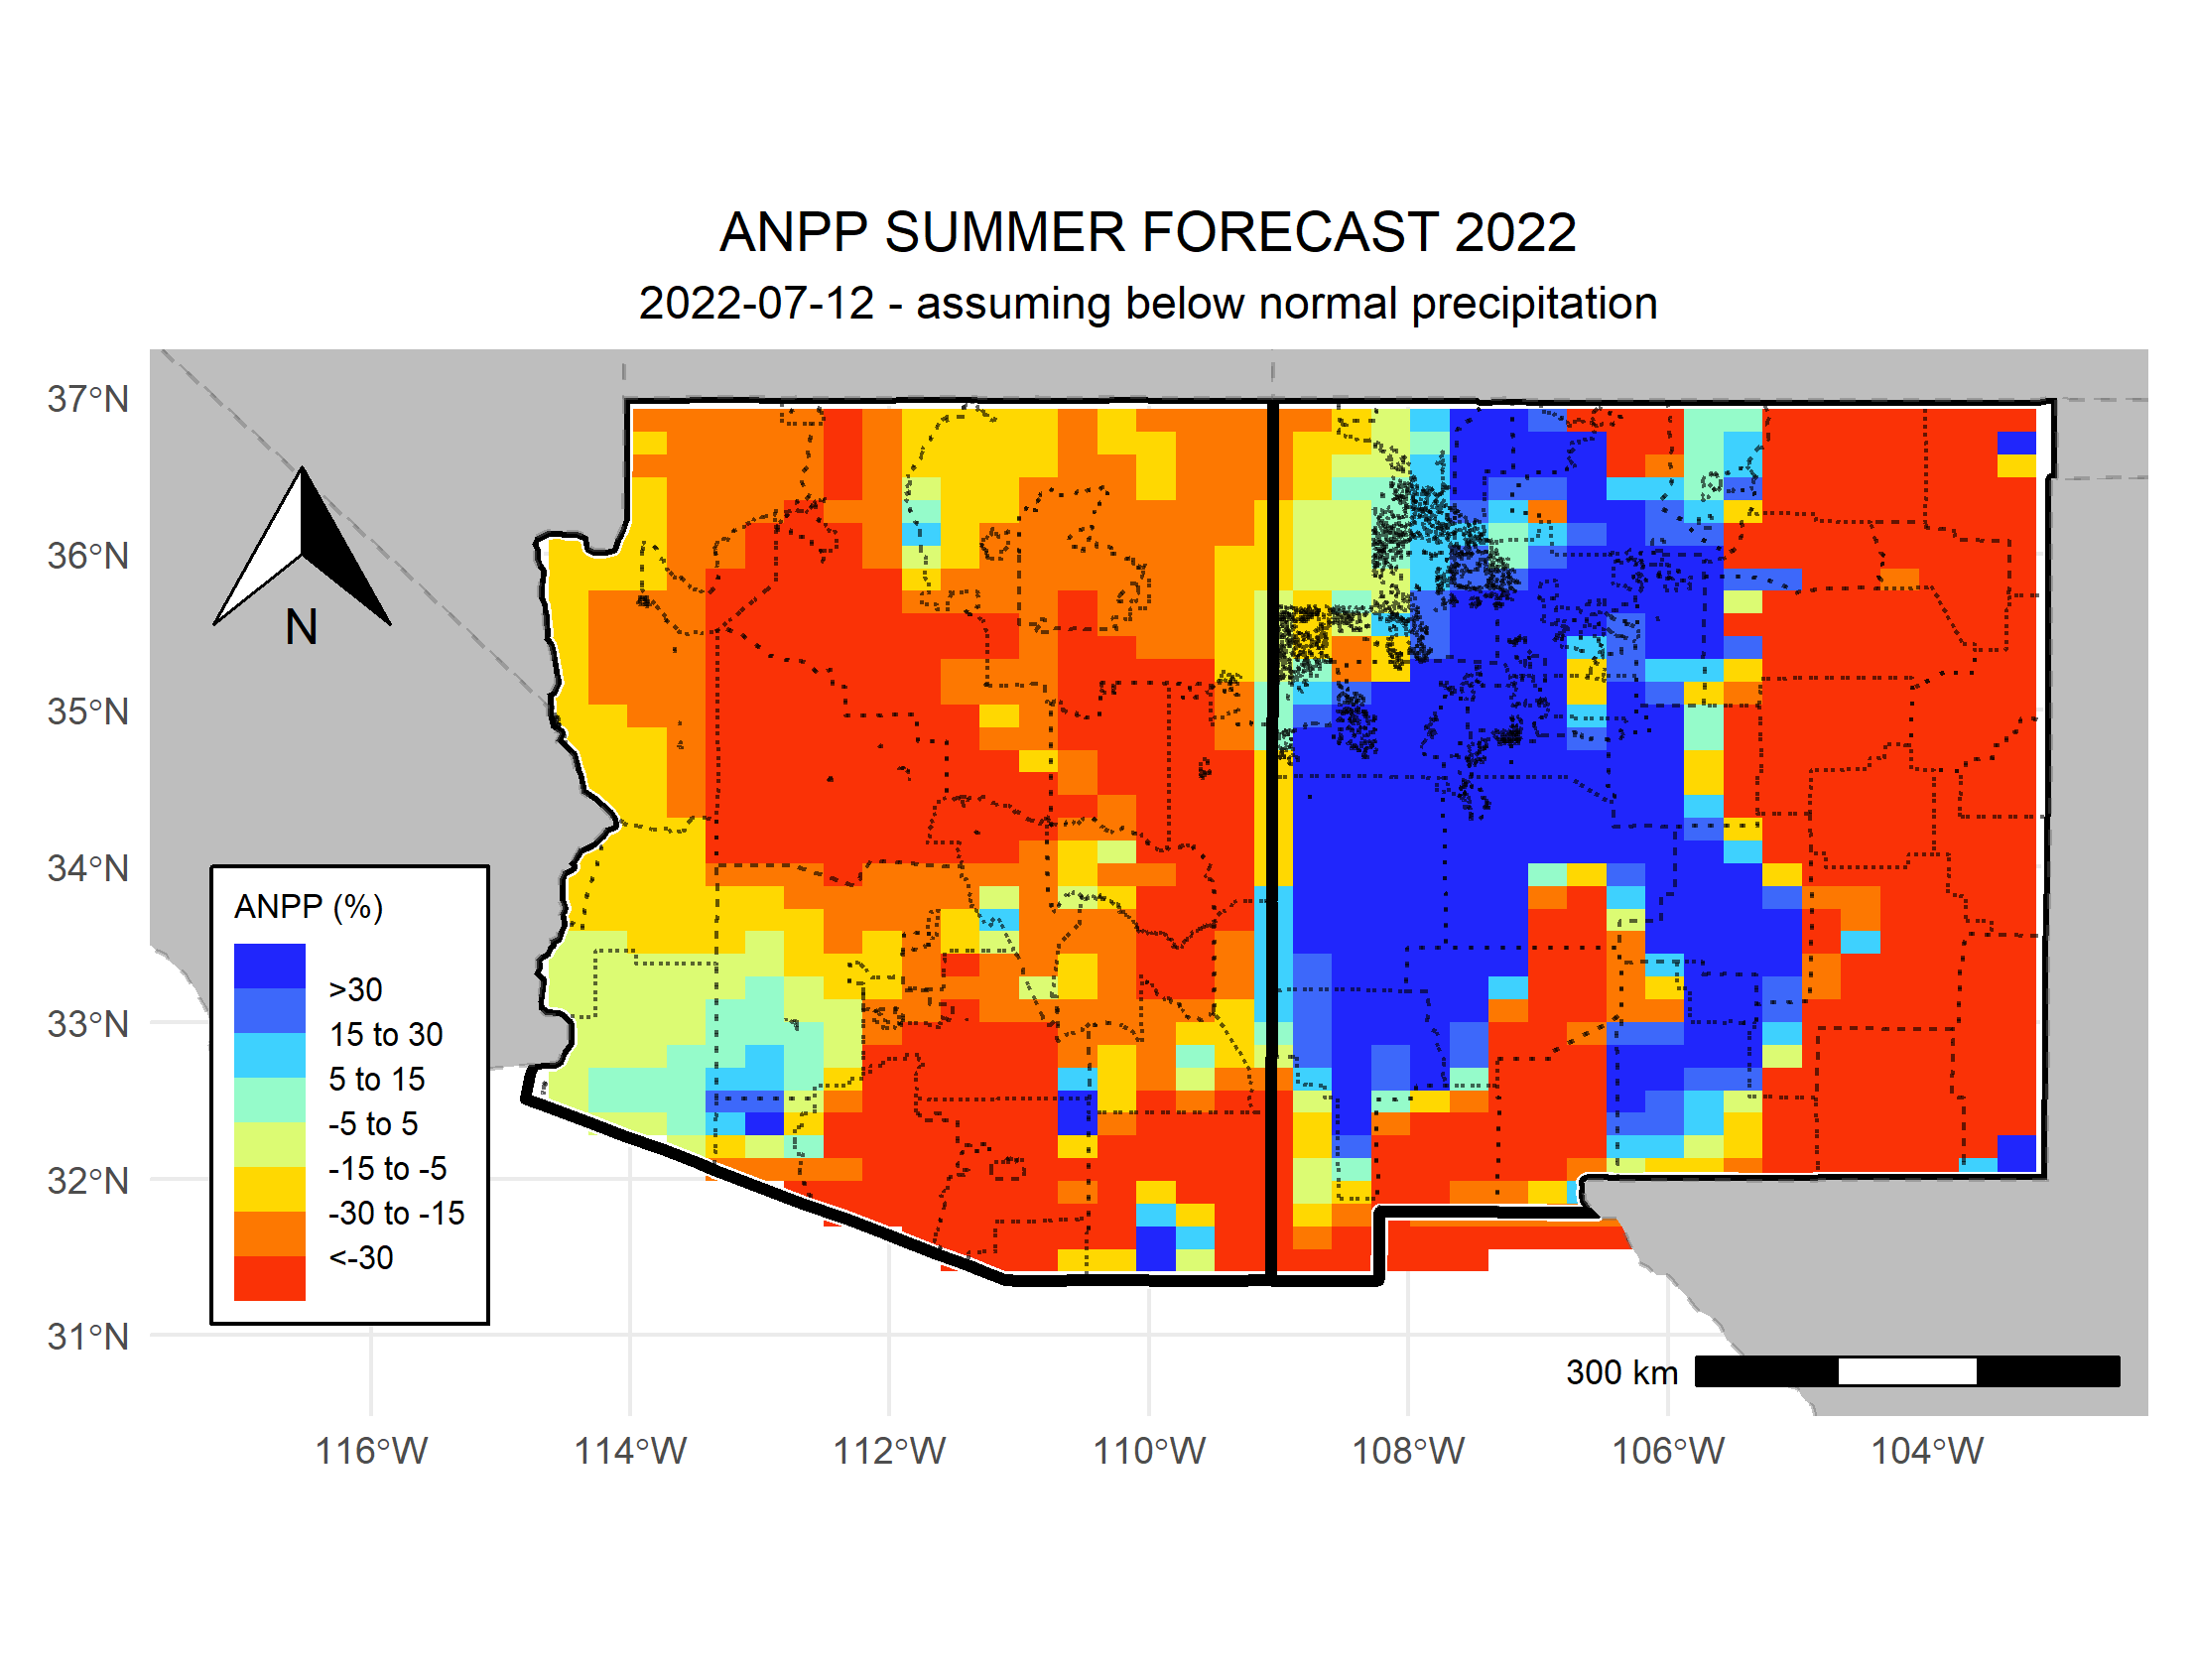 ANPP SUMMER FORECAST 2022
2022-07-12 - assuming below normal precipitation
37°N
36°N
35°N
34°N
33°N
32°N
31°N
N
ANPP (%)
>30
15 to 30
5 to 15
-5 to 5
-15 to -5
-30 to -15
<-30
300 km
116°W
114°W
112°W
110°W
108°W
106°W
104°W